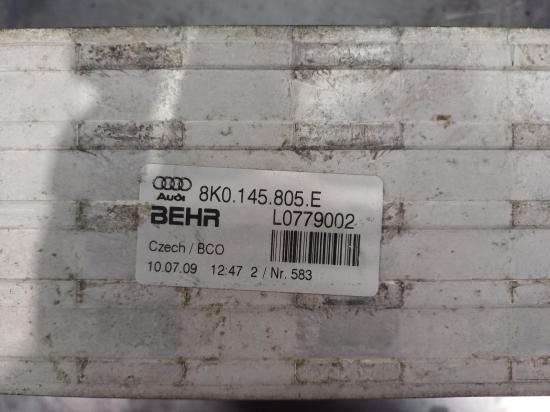 Audi 8K0.145.805.E
BEHR L0779002
Czech / BCO
10.07.09 12:47 2 / Nr. 583